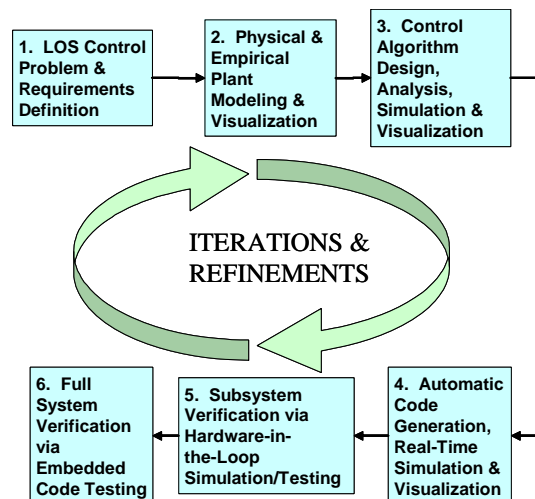 1. LOS Control
Problem &
Requirements
Definition
2. Physical &
Empirical
Plant
Modeling &
Visualization
3. Control
Algorithm
Design,
Analysis,
Simulation &
Visualization
ITERATIONS &
REFINEMENTS
4. Automatic
Code
Generation,
Real-Time
Simulation &
Visualization
5. Subsystem
Verification via
Hardware-in-
the-Loop
Simulation/Testing
6. Full
System
Verification
via
Embedded
Code Testing